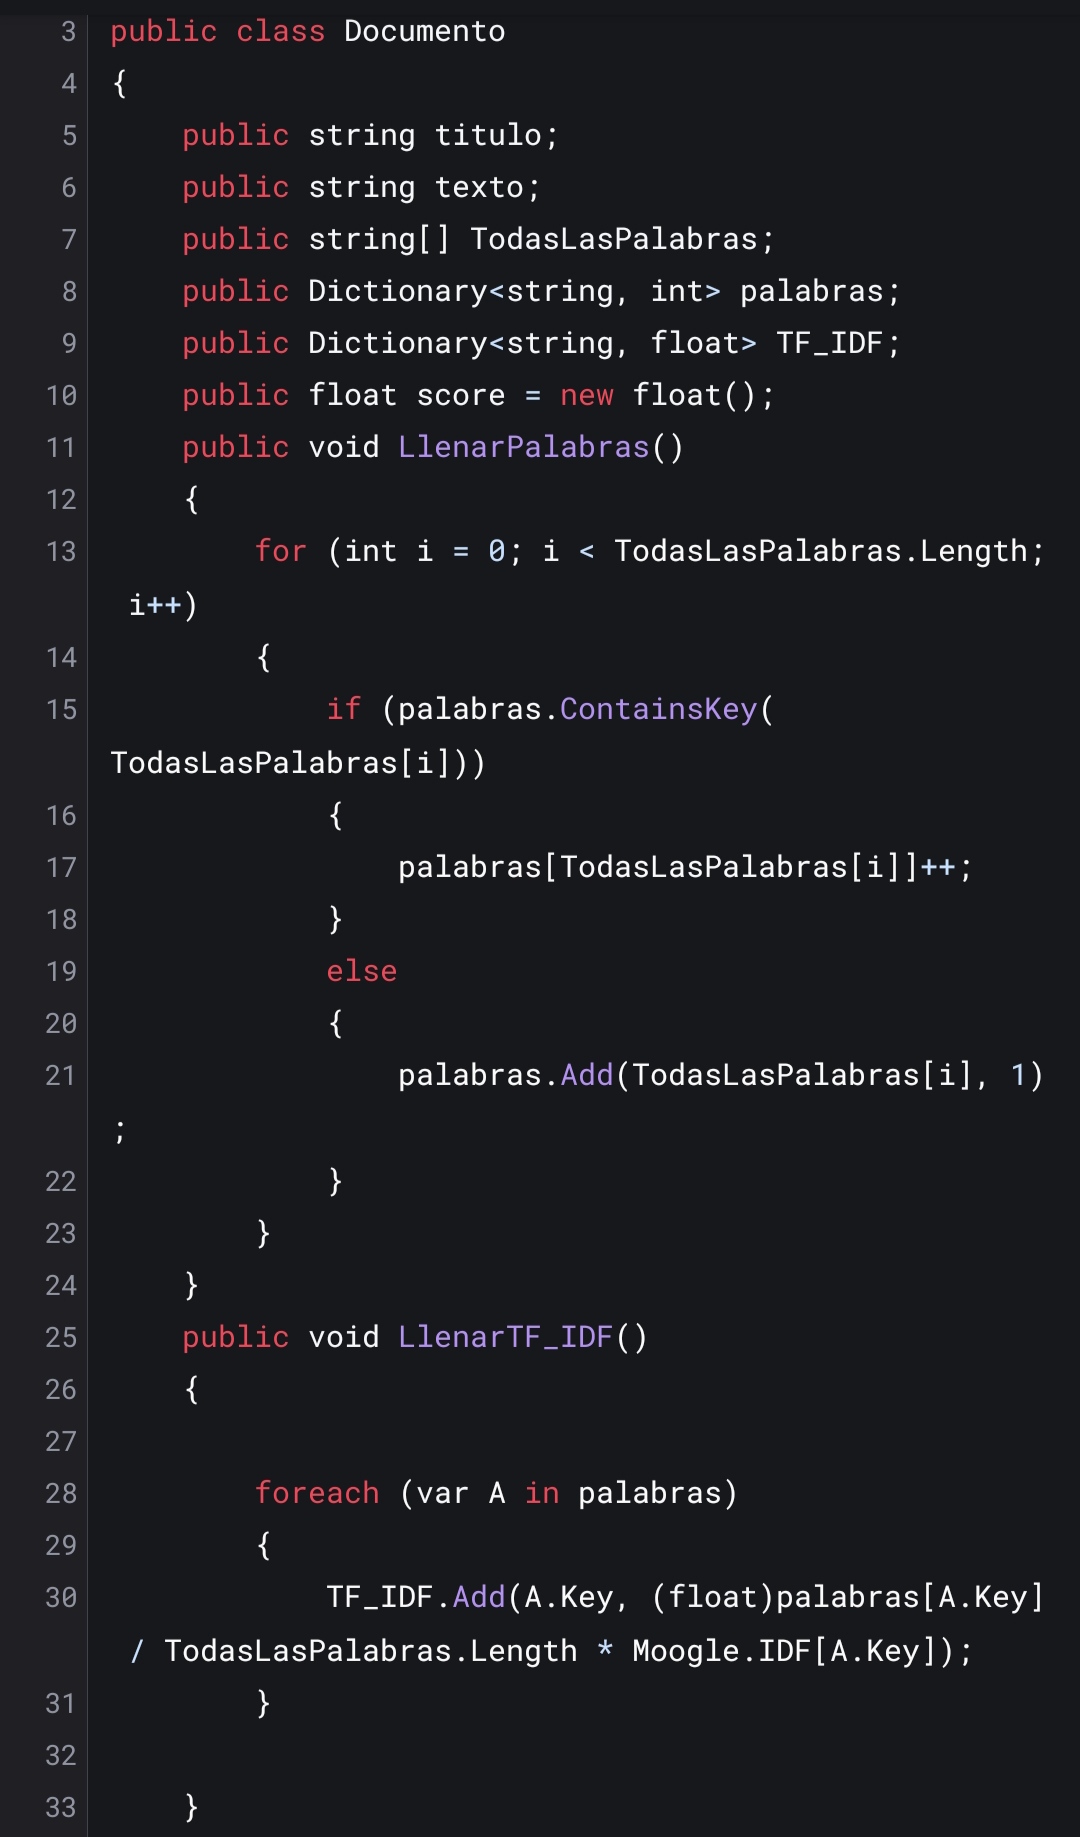 3 public class Documento
4 {
5 public string titulo;
6 public string texto;
7 public string[] TodasLasPalabras;
8 public Dictionary<string, int> palabras;
9 public Dictionary<string, float> TF_IDF;
10 public float score = new float();
11 public void LlenarPalabras()
12 {
13 for (int i = 0; i < TodasLasPalabras.Length;
i++)
14 {
15 if (palabras.ContainsKey(
TodasLasPalabras[i]))
16 {
17 palabras[TodasLasPalabras[i]]++;
18 }
19 else
20 {
21 palabras.Add(TodasLasPalabras[i], 1)
;
22 }
23 }
24 }
25 public void LlenarTF_IDF()
26 {
27
28 foreach (var A in palabras)
29 {
30 TF_IDF.Add(A.Key, (float)palabras[A.Key]
/ TodasLasPalabras.Length * Moogle.IDF[A.Key]);
31 }
32
33 }